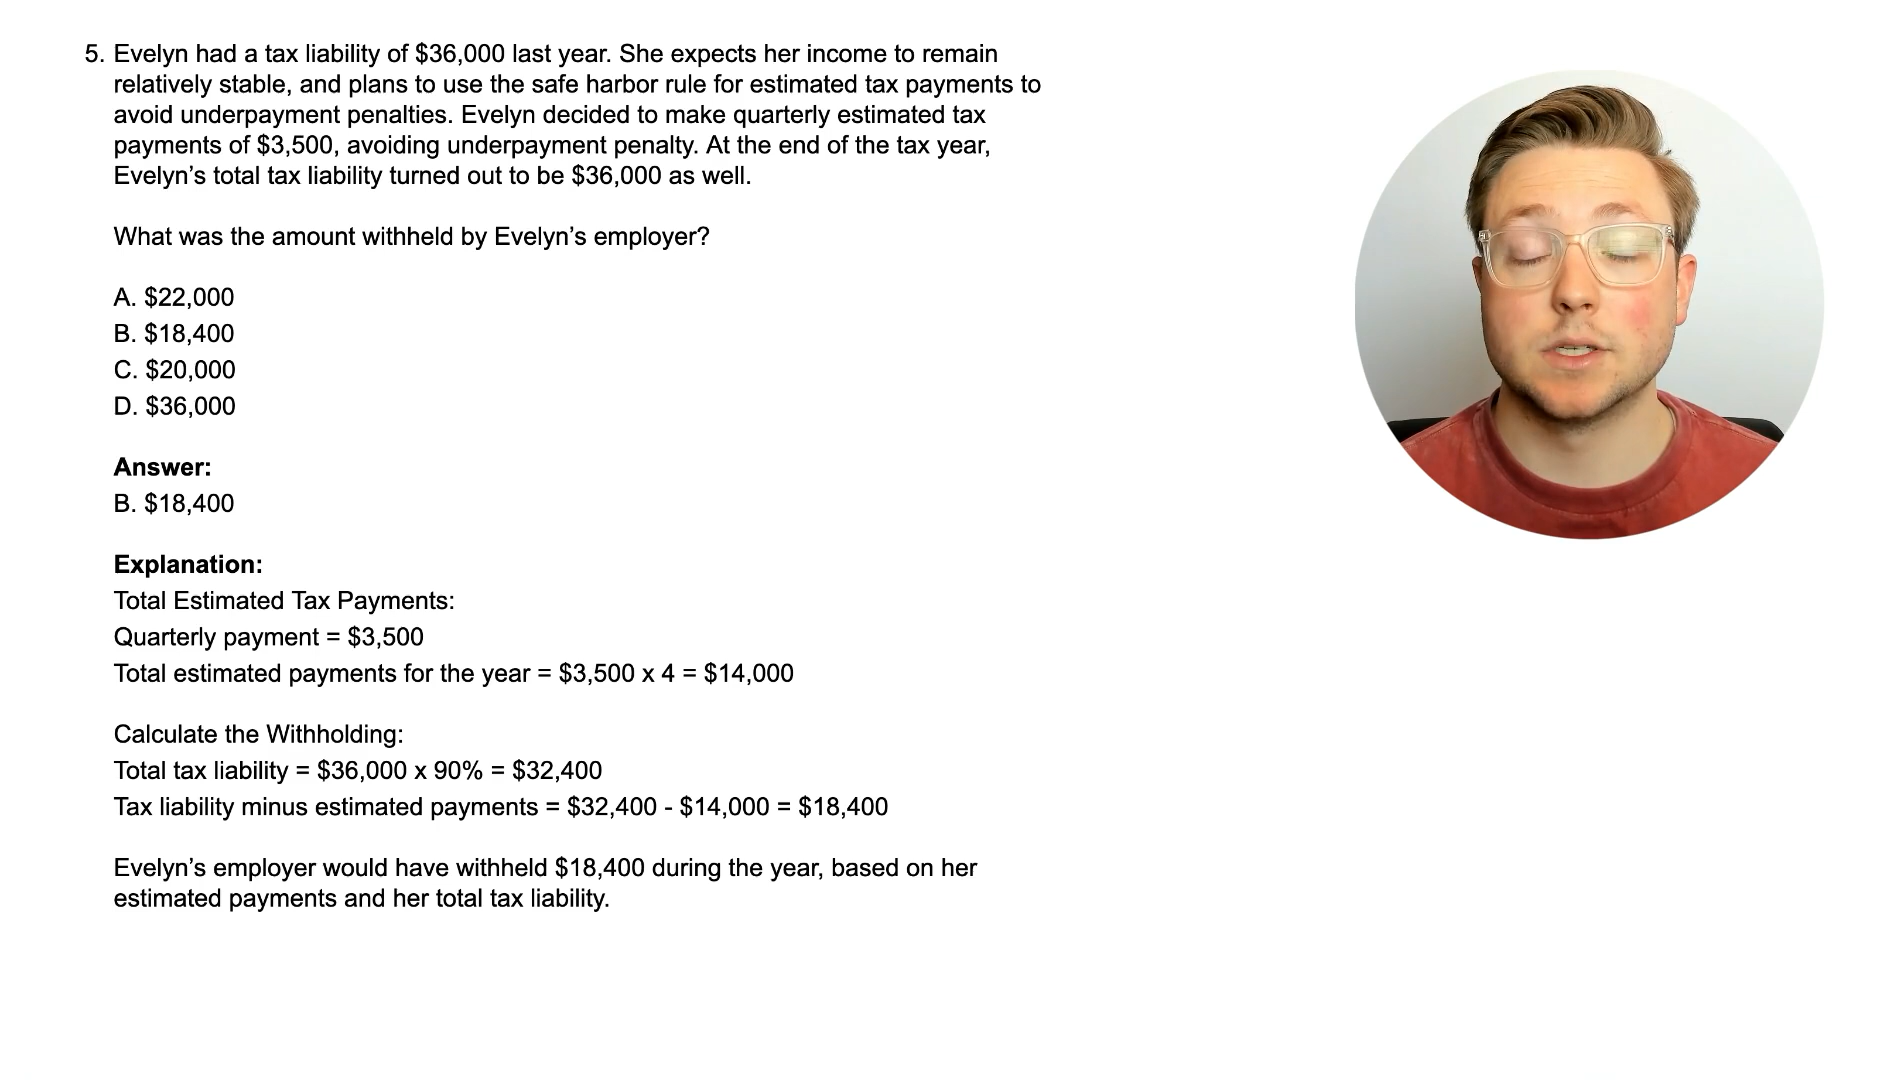 5. Evelyn had a tax liability of $36,000 last year. She expects her income to remain
relatively stable, and plans to use the safe harbor rule for estimated tax payments to
avoid underpayment penalties. Evelyn decided to make quarterly estimated tax
payments of $3,500, avoiding underpayment penalty. At the end of the tax year,
Evelyn's total tax liability turned out to be $36,000 as well.
What was the amount withheld by Evelyn's employer?
A. $22,000
B. $18,400
C. $20,000
D. $36,000
Answer:
B. $18,400
Explanation:
Total Estimated Tax Payments:
Quarterly payment = $3,500
Total estimated payments for the year = $3,500 x 4 = $14,000
Calculate the Withholding:
Total tax liability = $36,000 x 90% = $32,400
Tax liability minus estimated payments = $32,400 - $14,000 = $18,400
Evelyn's employer would have withheld $18,400 during the year, based on her
estimated payments and her total tax liability.